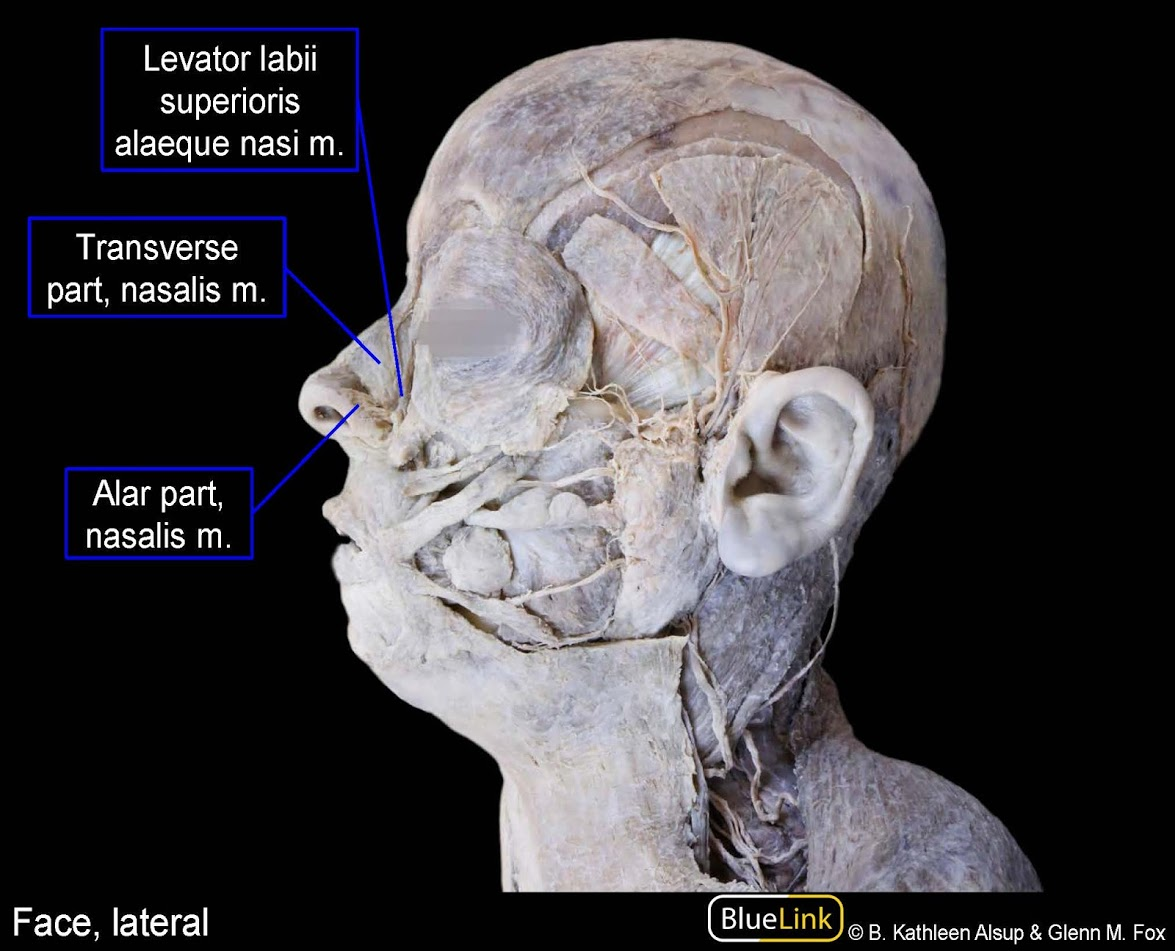 Levator labii
superioris
alaeque nasi m.
Transverse
part, nasalis m.
Alar part,
nasalis m.
Face, lateral
BlueLink
© B. Kathleen Alsup & Glenn M. Fox